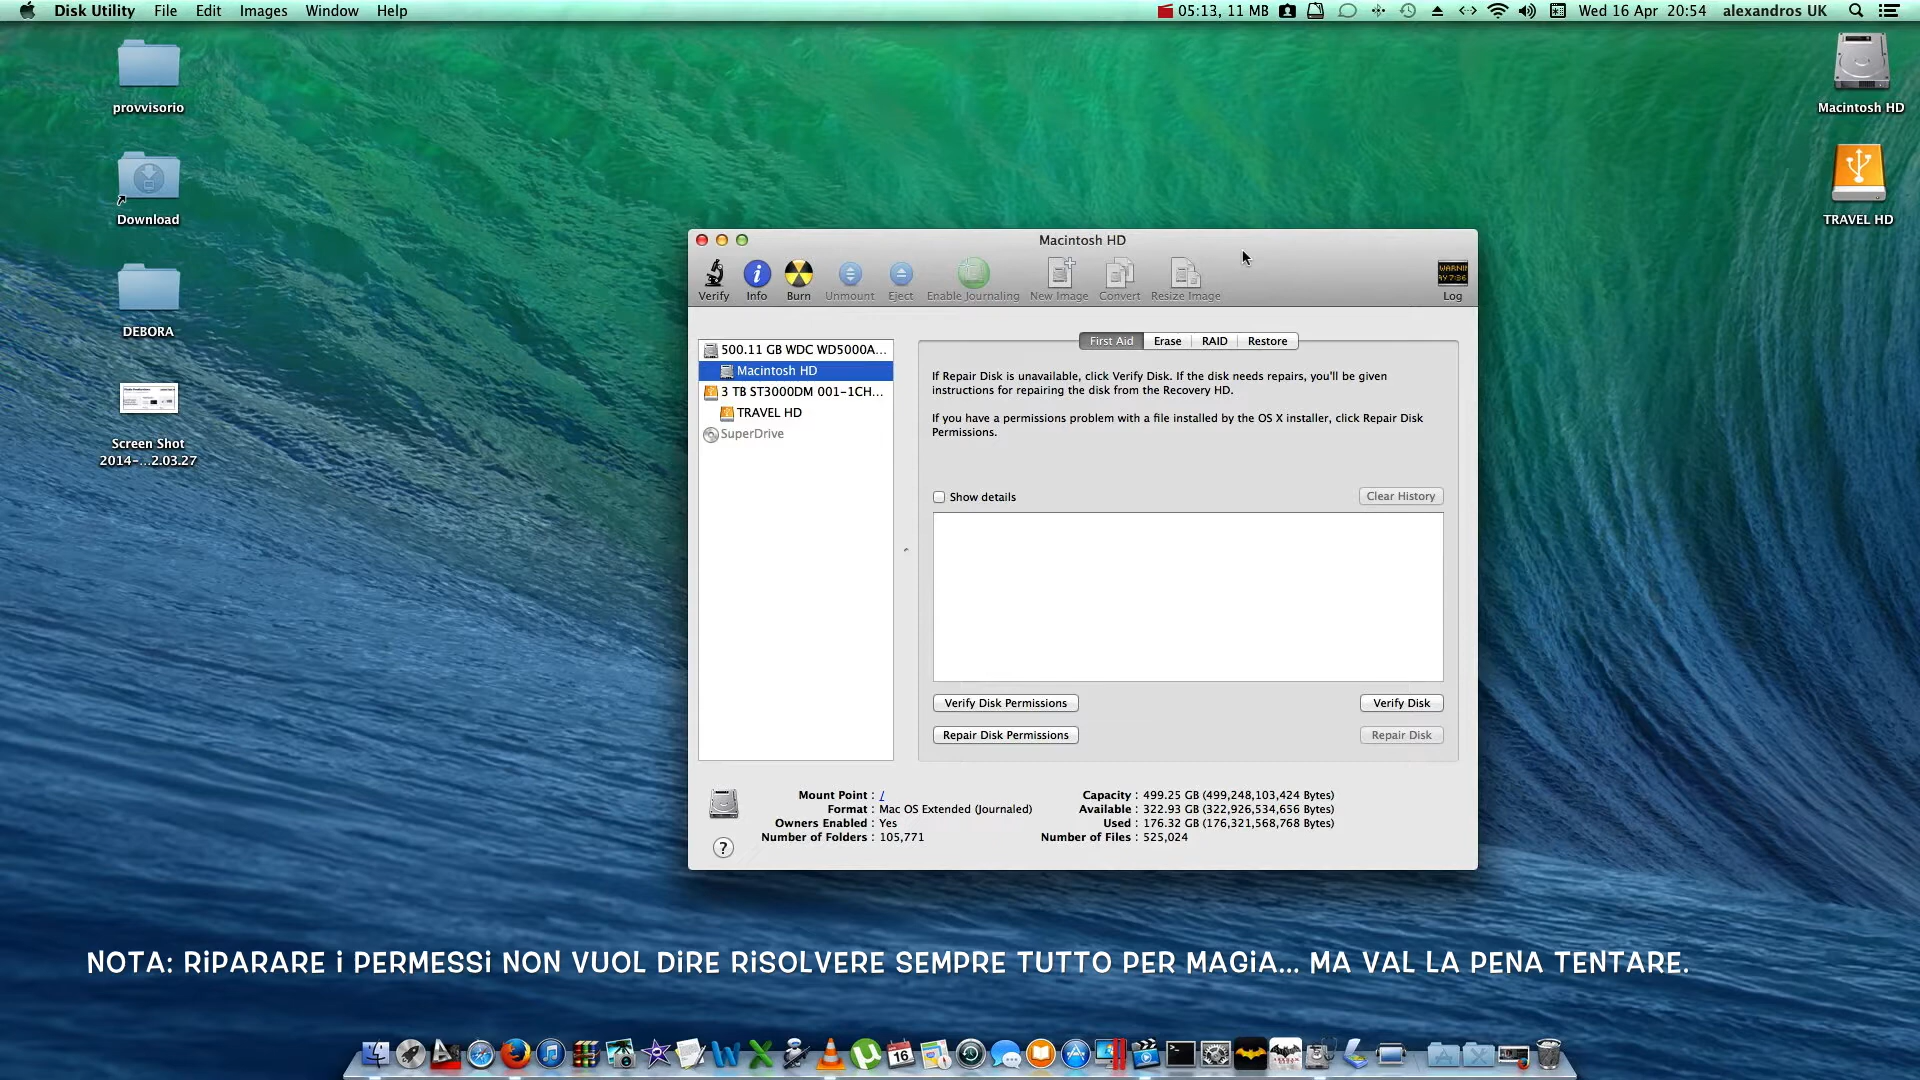 Disk Utility File Edit Images Window Help
05:13, 11 MB Wed 16 Apr 20:54 alexandros UK
provvisorio
Download
DEBORA
Screen Shot
2014-...2.03.27
Macintosh HD
TRAVEL HD
Macintosh HD
Verify Info Burn Unmount Eject Enable Journaling New Image Convert Resize Image Log
500.11 GB WDC WD5000A...
Macintosh HD
3 TB ST3000DM 001-1CH...
TRAVEL HD
SuperDrive
First Aid Erase RAID Restore
If Repair Disk is unavailable, click Verify Disk. If the disk needs repairs, you'll be given
instructions for repairing the disk from the Recovery HD.
If you have a permissions problem with a file installed by the OS X installer, click Repair Disk
Permissions.
Show details Clear History
Verify Disk Permissions Verify Disk
Repair Disk Permissions Repair Disk
Mount Point : / Capacity : 499.25 GB (499,248,103,424 Bytes)
Format : Mac OS Extended (Journaled) Available : 322.93 GB (322,926,534,656 Bytes)
Owners Enabled : Yes Used : 176.32 GB (176,321,568,768 Bytes)
Number of Folders : 105,771 Number of Files : 525,024
?
NOTA: RiPARARE i PERMESSi NON VUOL DiRE RiSOLVERE SEMPRE TUTTO PER MAGiA... MA VAL LA PENA TENTARE.
16